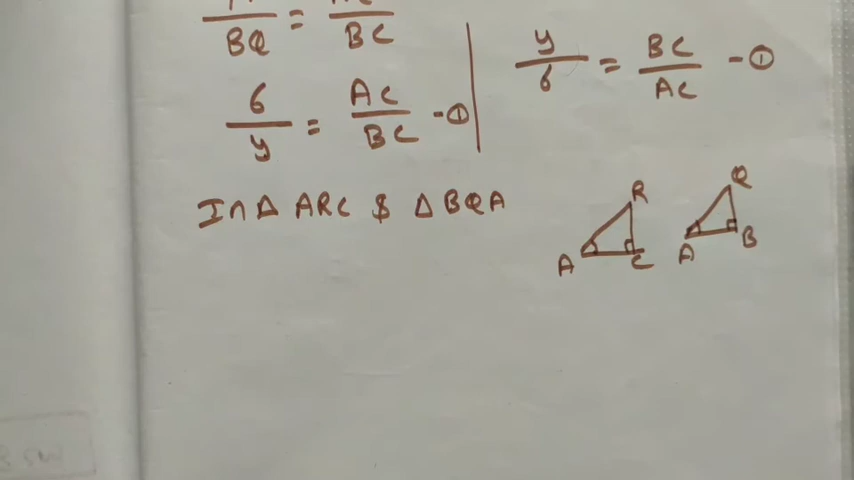 BQ = BC
6/y = AC/BC - ①
y/6 = BC/AC - ①
In Δ ARC $ Δ BQA
R
A C
Q
A B